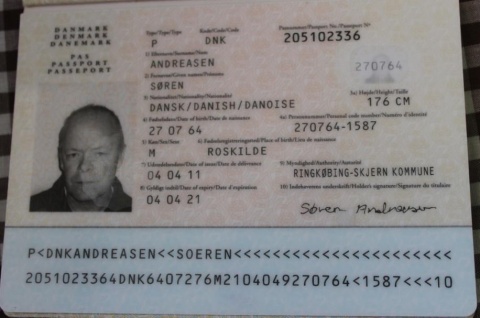 DANMARK
DENMARK
DANEMARK
PAS
PASSPORT
PASSEPORT
Type/Type/Type
Kode/Code/Code
Pasnummer/Passport No./Passeport N°
P
DNK
205102336
1) Efternavn/Surname/Nom
ANDREASEN
2) Fornavne/Given names/Prénoms
SØREN
270764
3) Nationalitet/Nationality/Nationalité
3a) Højde/Height/Taille
DANSK/DANISH/DANOISE
176 CM
4) Fødselsdato/Date of birth/Date de naissance
4a) Personnummer/Personal code number/Numéro d'identité
27 07 64
270764-1587
5) Køn/Sex/Sexe
6) Fødselsregistreringssted/Place of birth/Lieu de naissance
M
ROSKILDE
7) Udstedelsesdato/Date of issue/Date de délivrance
9) Myndighed/Authority/Autorité
04 04 11
RINGKØBING-SKJERN KOMMUNE
8) Gyldigt indtil/Date of expiry/Date d'expiration
10) Indehaverens underskrift/Holder's signature/Signature du titulaire
04 04 21
Søren Andreasen
P<DNKANDREASEN<<SOEREN<<<<<<<<<<<<<<<<<<<<<<
2051023364DNK6407276M2104049270764<1587<<<10